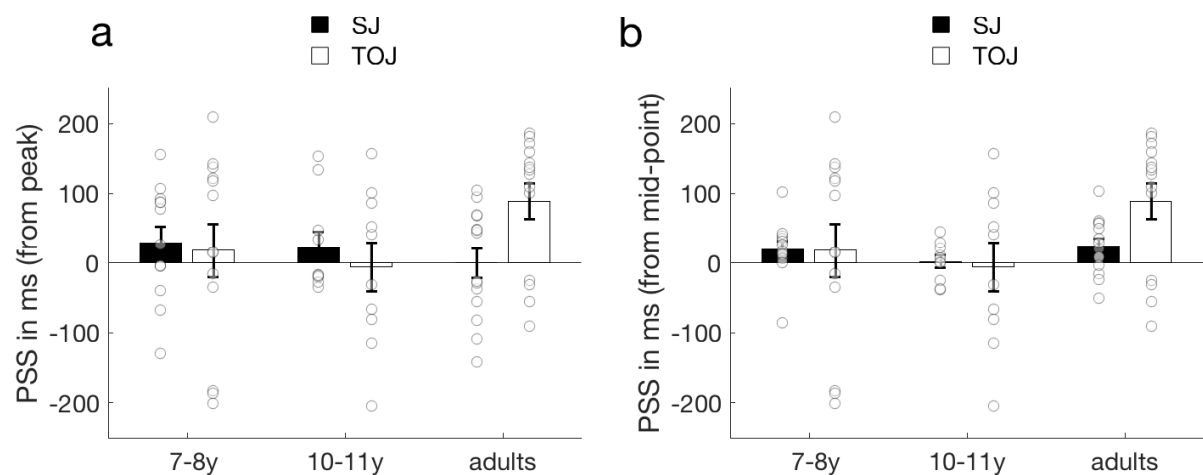 a
SJ
TOJ
PSS in ms (from peak)
200
100
0
-100
-200
7-8y
10-11y
adults
b
SJ
TOJ
PSS in ms (from mid-point)
200
100
0
-100
-200
7-8y
10-11y
adults